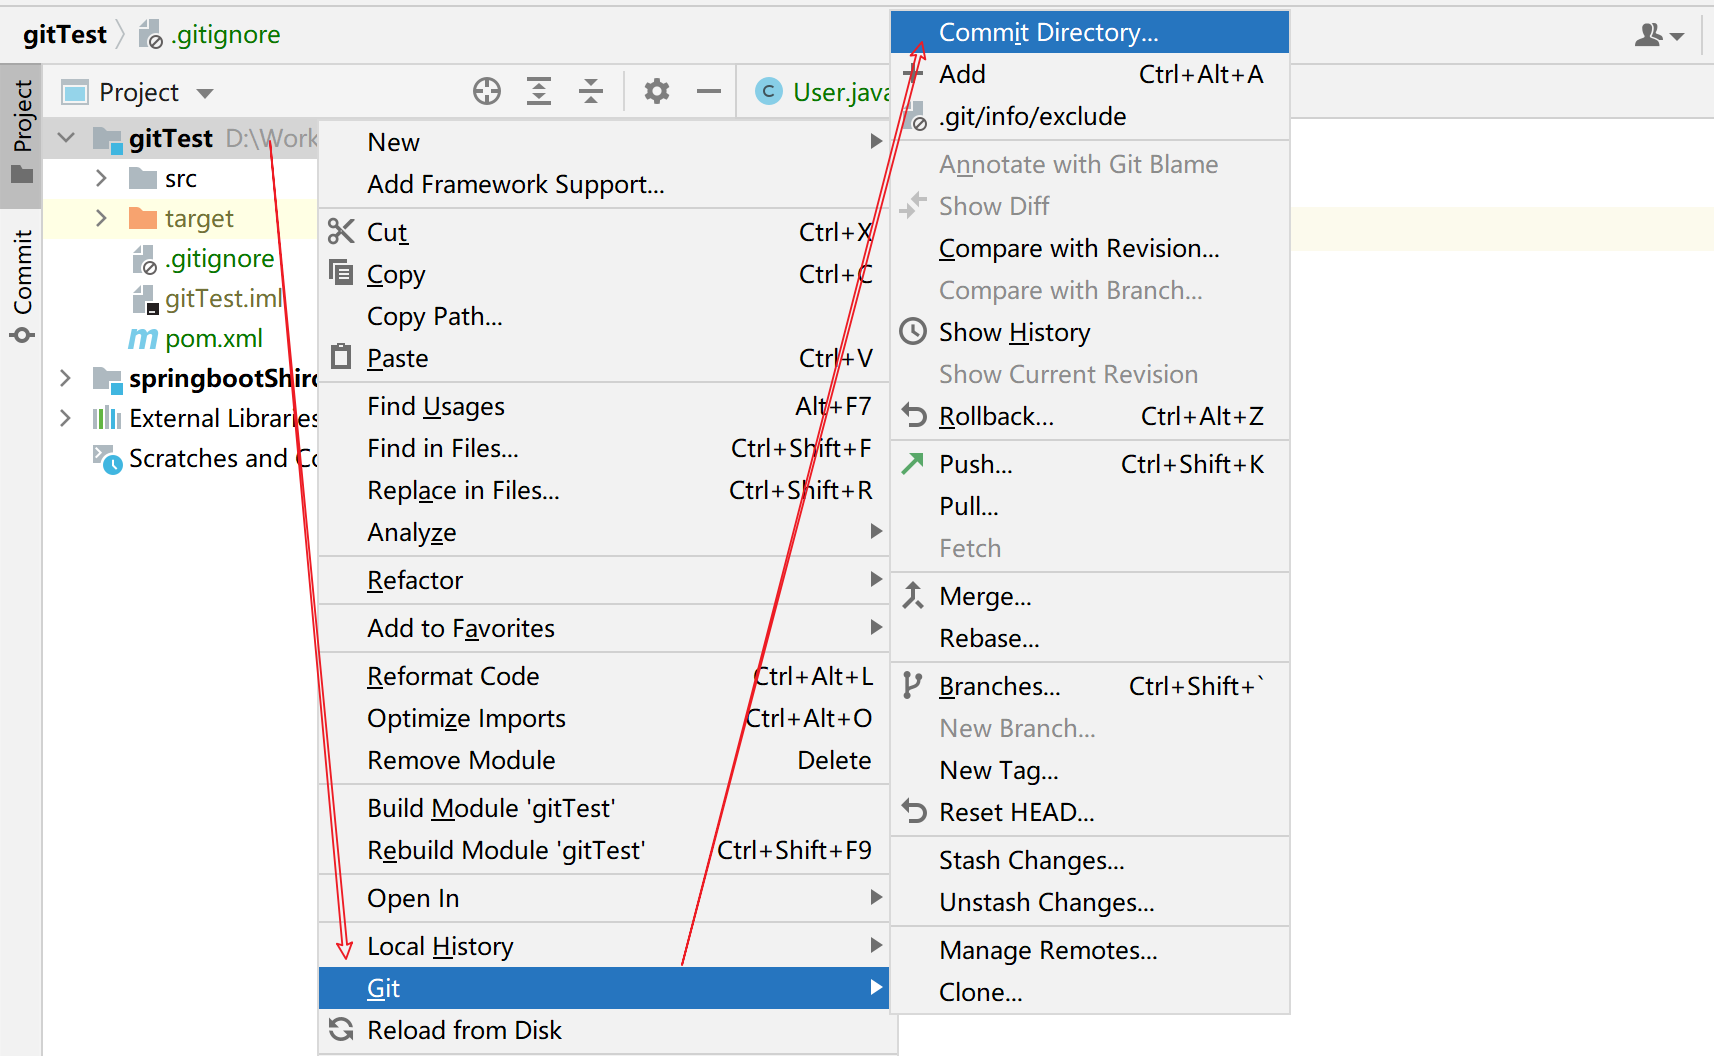 gitTest
.gitignore
Project
User.java
Project
Commit
gitTest D:\Work
src
target
.gitignore
gitTest.iml
pom.xml
springbootShiro
External Libraries
Scratches and Co
New
Add Framework Support...
Cut Ctrl+X
Copy Ctrl+C
Copy Path...
Paste Ctrl+V
Find Usages Alt+F7
Find in Files... Ctrl+Shift+F
Replace in Files... Ctrl+Shift+R
Analyze
Refactor
Add to Favorites
Reformat Code Ctrl+Alt+L
Optimize Imports Ctrl+Alt+O
Remove Module Delete
Build Module 'gitTest'
Rebuild Module 'gitTest' Ctrl+Shift+F9
Open In
Local History
Git
Reload from Disk
Commit Directory...
Add Ctrl+Alt+A
.git/info/exclude
Annotate with Git Blame
Show Diff
Compare with Revision...
Compare with Branch...
Show History
Show Current Revision
Rollback... Ctrl+Alt+Z
Push... Ctrl+Shift+K
Pull...
Fetch
Merge...
Rebase...
Branches... Ctrl+Shift+`
New Branch...
New Tag...
Reset HEAD...
Stash Changes...
Unstash Changes...
Manage Remotes...
Clone...